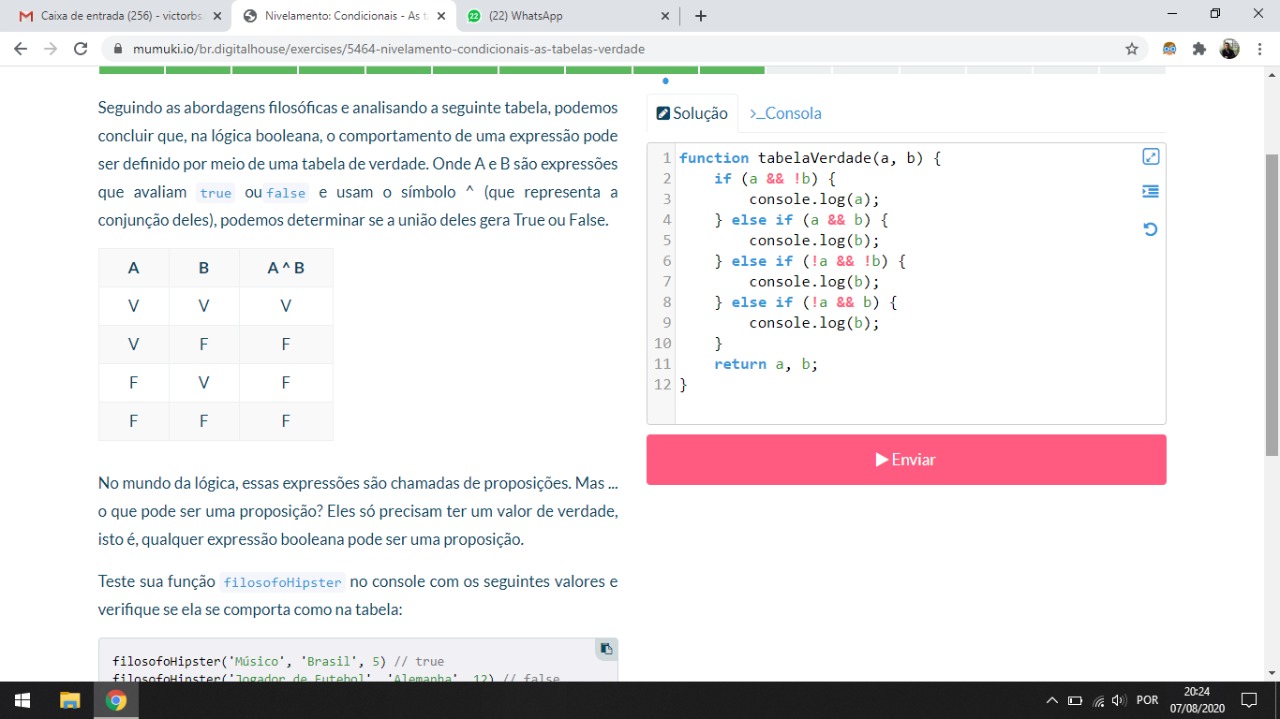 Caixa de entrada (256) - victorbs
Nivelamento: Condicionais - As t
22 (22) WhatsApp
mumuki.io/br.digitalhouse/exercises/5464-nivelamento-condicionais-as-tabelas-verdade
Seguindo as abordagens filosóficas e analisando a seguinte tabela, podemos
concluir que, na lógica booleana, o comportamento de uma expressão pode
ser definido por meio de uma tabela de verdade. Onde A e B são expressões
que avaliam true ou false e usam o símbolo ^ (que representa a
conjunção deles), podemos determinar se a união deles gera True ou False.
A B A ^ B
V V V
V F F
F V F
F F F
No mundo da lógica, essas expressões são chamadas de proposições. Mas ...
o que pode ser uma proposição? Eles só precisam ter um valor de verdade,
isto é, qualquer expressão booleana pode ser uma proposição.
Teste sua função filosofoHipster no console com os seguintes valores e
verifique se ela se comporta como na tabela:
filosofoHipster('Músico', 'Brasil', 5) // true
filosofoHipster('Jogador de Futebol', 'Alemanha', 12) // false
Solução >_Consola
1 function tabelaVerdade(a, b) {
2 if (a && !b) {
3 console.log(a);
4 } else if (a && b) {
5 console.log(b);
6 } else if (!a && !b) {
7 console.log(b);
8 } else if (!a && b) {
9 console.log(b);
10 }
11 return a, b;
12 }
Enviar
POR
20:24
07/08/2020